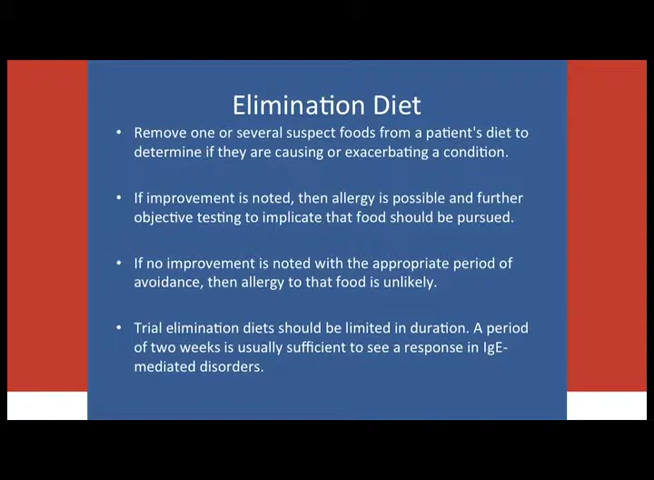 Elimination Diet
• Remove one or several suspect foods from a patient's diet to
determine if they are causing or exacerbating a condition.
• If improvement is noted, then allergy is possible and further
objective testing to implicate that food should be pursued.
• If no improvement is noted with the appropriate period of
avoidance, then allergy to that food is unlikely.
• Trial elimination diets should be limited in duration. A period
of two weeks is usually sufficient to see a response in IgE-
mediated disorders.